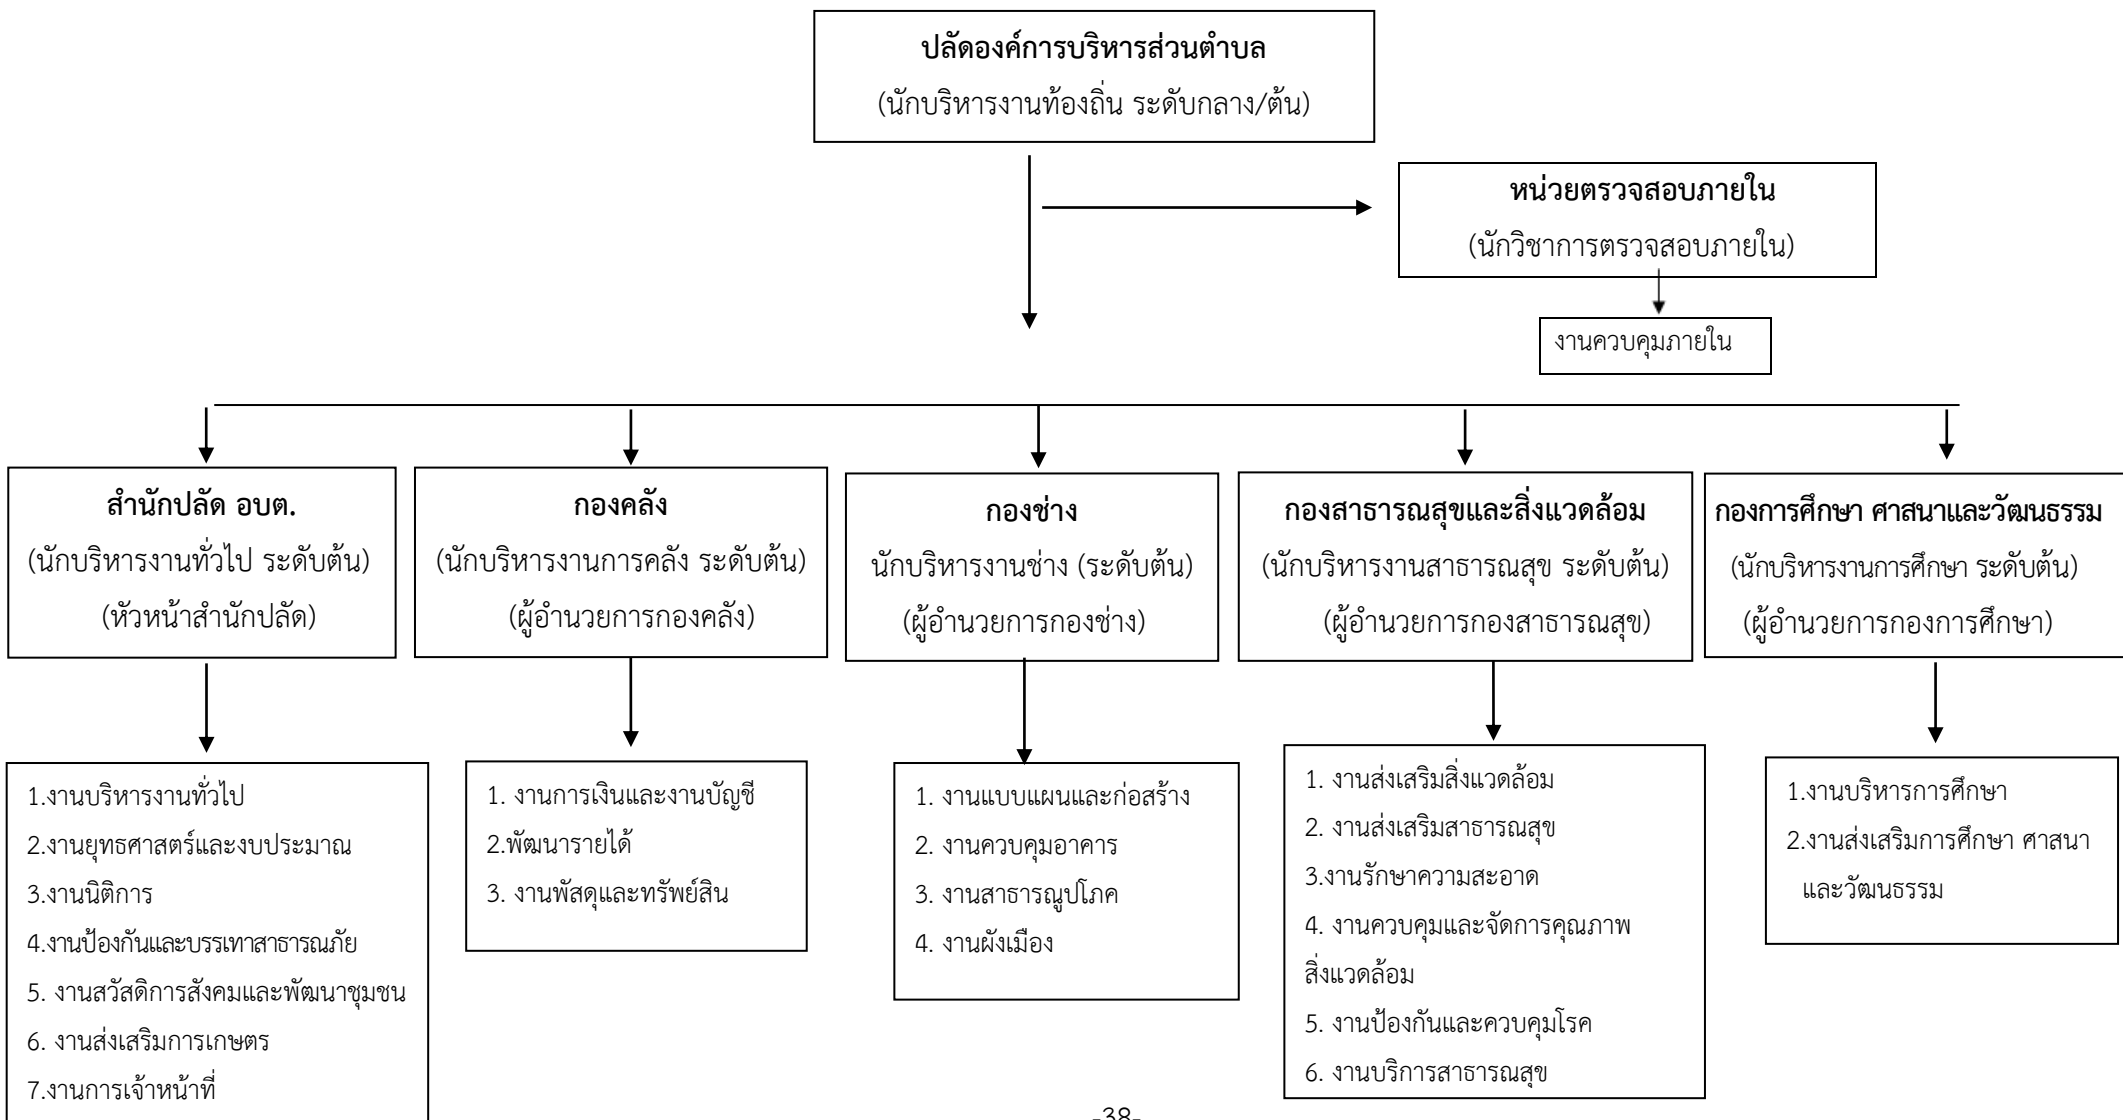 ปลัดองค์การบริหารส่วนตำบล
(นักบริหารงานท้องถิ่น ระดับกลาง/ต้น)
หน่วยตรวจสอบภายใน
(นักวิชาการตรวจสอบภายใน)
งานควบคุมภายใน
สำนักปลัด อบต.
(นักบริหารงานทั่วไป ระดับต้น)
(หัวหน้าสำนักปลัด)
กองคลัง
(นักบริหารงานการคลัง ระดับต้น)
(ผู้อำนวยการกองคลัง)
กองช่าง
นักบริหารงานช่าง (ระดับต้น)
(ผู้อำนวยการกองช่าง)
กองสาธารณสุขและสิ่งแวดล้อม
(นักบริหารงานสาธารณสุข ระดับต้น)
(ผู้อำนวยการกองสาธารณสุข)
กองการศึกษา ศาสนาและวัฒนธรรม
(นักบริหารงานการศึกษา ระดับต้น)
(ผู้อำนวยการกองการศึกษา)
1.งานบริหารงานทั่วไป
2.งานยุทธศาสตร์และงบประมาณ
3.งานนิติการ
4.งานป้องกันและบรรเทาสาธารณภัย
5. งานสวัสดิการสังคมและพัฒนาชุมชน
6. งานส่งเสริมการเกษตร
7.งานการเจ้าหน้าที่
1. งานการเงินและงานบัญชี
2.พัฒนารายได้
3. งานพัสดุและทรัพย์สิน
1. งานแบบแผนและก่อสร้าง
2. งานควบคุมอาคาร
3. งานสาธารณูปโภค
4. งานผังเมือง
1. งานส่งเสริมสิ่งแวดล้อม
2. งานส่งเสริมสาธารณสุข
3.งานรักษาความสะอาด
4. งานควบคุมและจัดการคุณภาพ
สิ่งแวดล้อม
5. งานป้องกันและควบคุมโรค
6. งานบริการสาธารณสุข
1.งานบริหารการศึกษา
2.งานส่งเสริมการศึกษา ศาสนา
และวัฒนธรรม
-38-